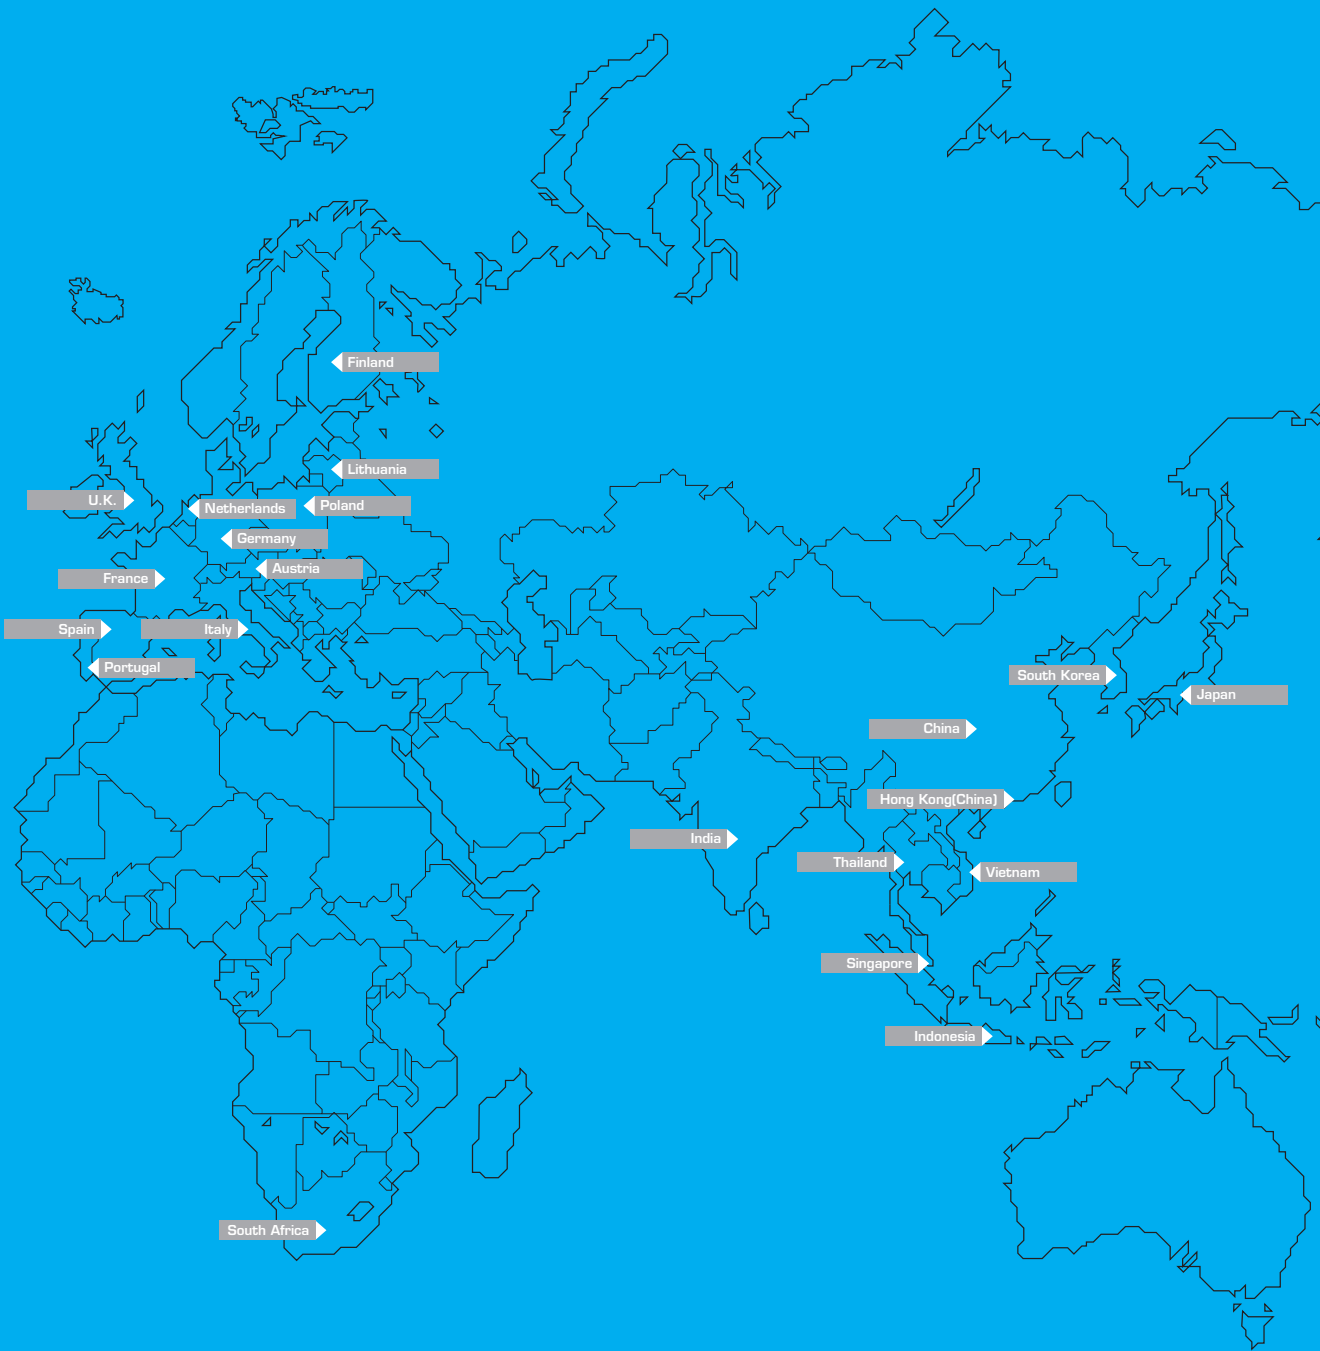 Finland
Lithuania
U.K.
Netherlands
Poland
Germany
Austria
France
Spain
Italy
Portugal
South Korea
Japan
China
Hong Kong(China)
India
Thailand
Vietnam
Singapore
Indonesia
South Africa